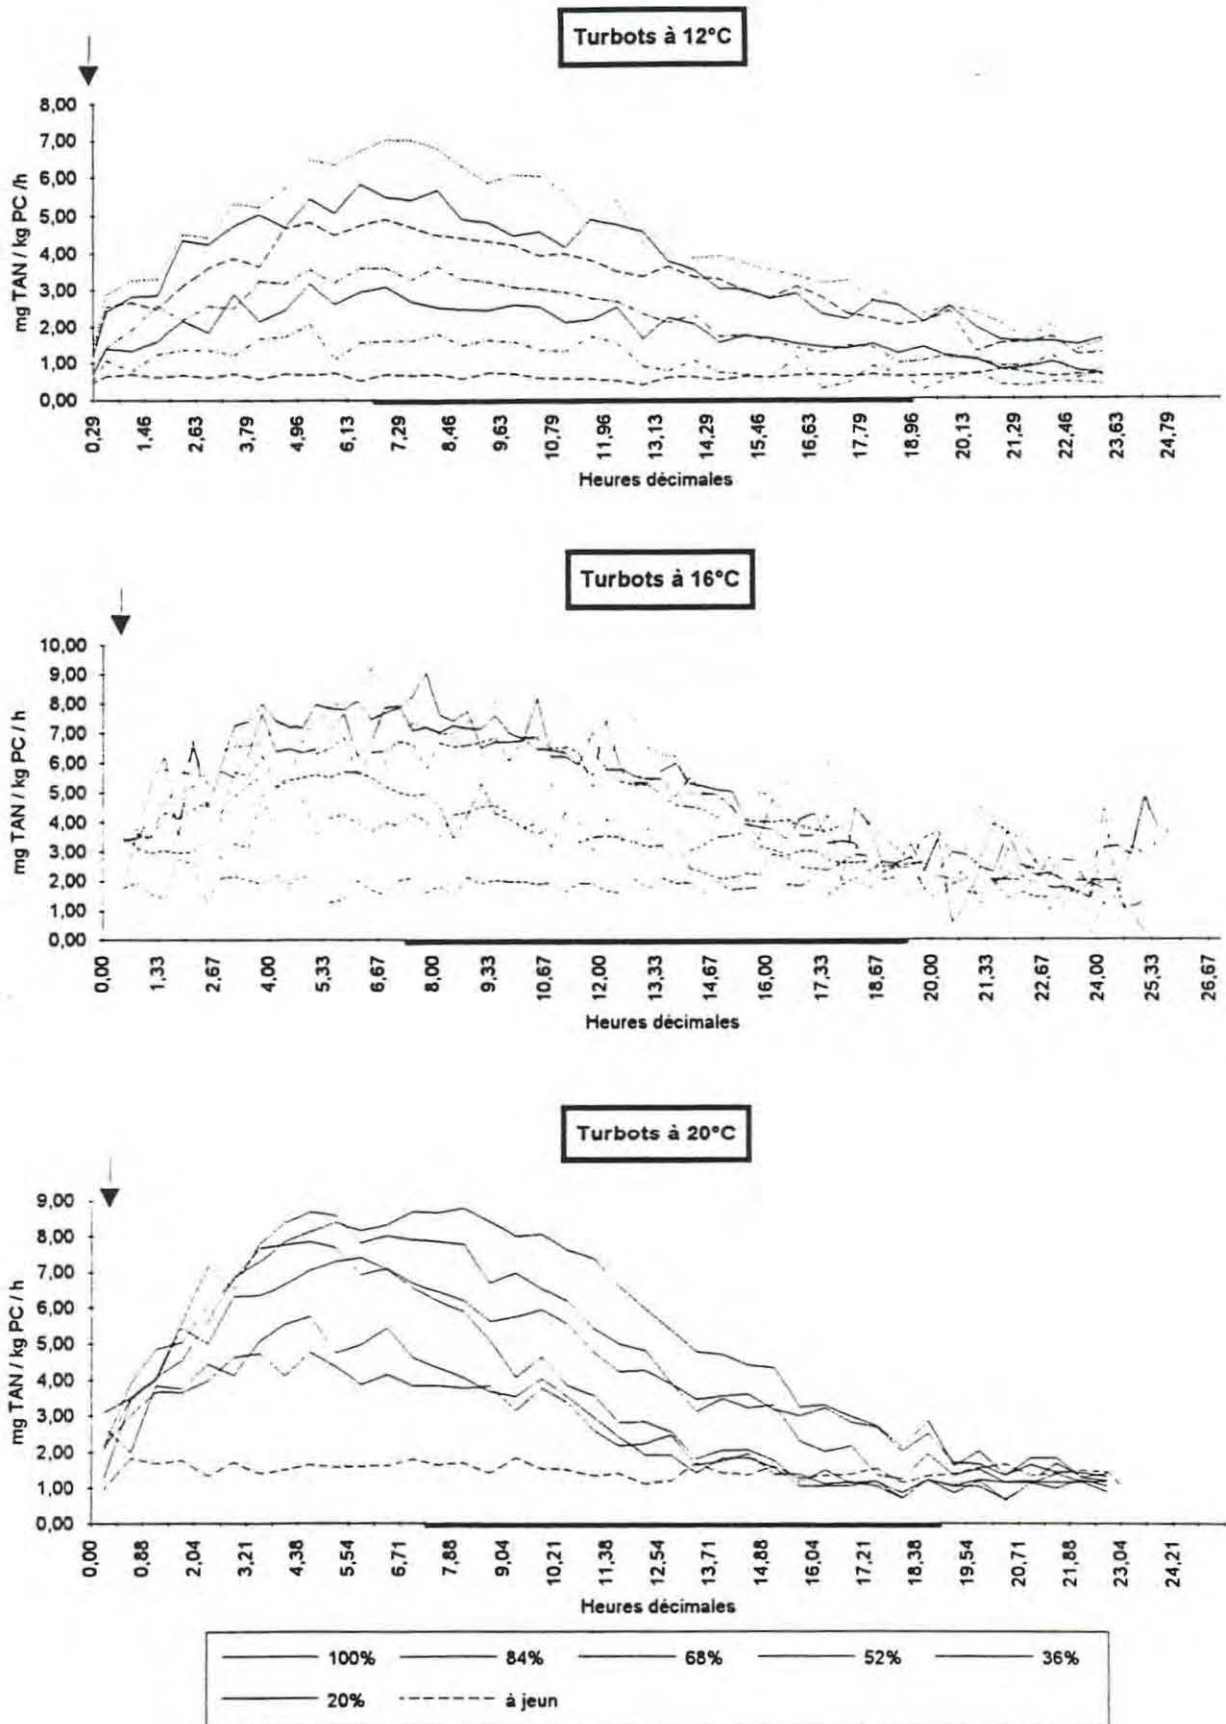 Turbots à 12°C
mg TAN / kg PC /h
8,00
7,00
6,00
5,00
4,00
3,00
2,00
1,00
0,00
0,29 1,46 2,63 3,79 4,96 6,13 7,29 8,46 9,63 10,79 11,96 13,13 14,29 15,46 16,63 17,79 18,96 20,13 21,29 22,46 23,63 24,79
Heures décimales
Turbots à 16°C
mg TAN / kg PC / h
10,00
9,00
8,00
7,00
6,00
5,00
4,00
3,00
2,00
1,00
0,00
0,00 1,33 2,67 4,00 5,33 6,67 8,00 9,33 10,67 12,00 13,33 14,67 16,00 17,33 18,67 20,00 21,33 22,67 24,00 25,33 26,67
Heures décimales
Turbots à 20°C
mg TAN / kg PC / h
9,00
8,00
7,00
6,00
5,00
4,00
3,00
2,00
1,00
0,00
0,00 0,88 2,04 3,21 4,38 5,54 6,71 7,88 9,04 10,21 11,38 12,54 13,71 14,88 16,04 17,21 18,38 19,54 20,71 21,88 23,04 24,21
Heures décimales
100% 84% 68% 52% 36%
20% à jeun